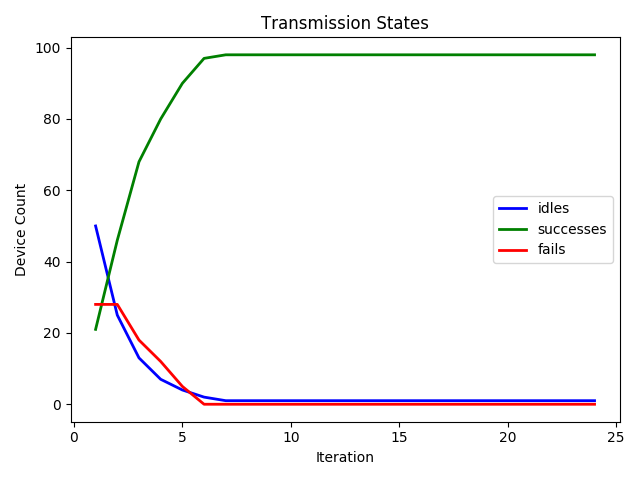 Transmission States
Device Count
100
80
60
40
20
0
idles
successes
fails
0 5 10 15 20 25
Iteration